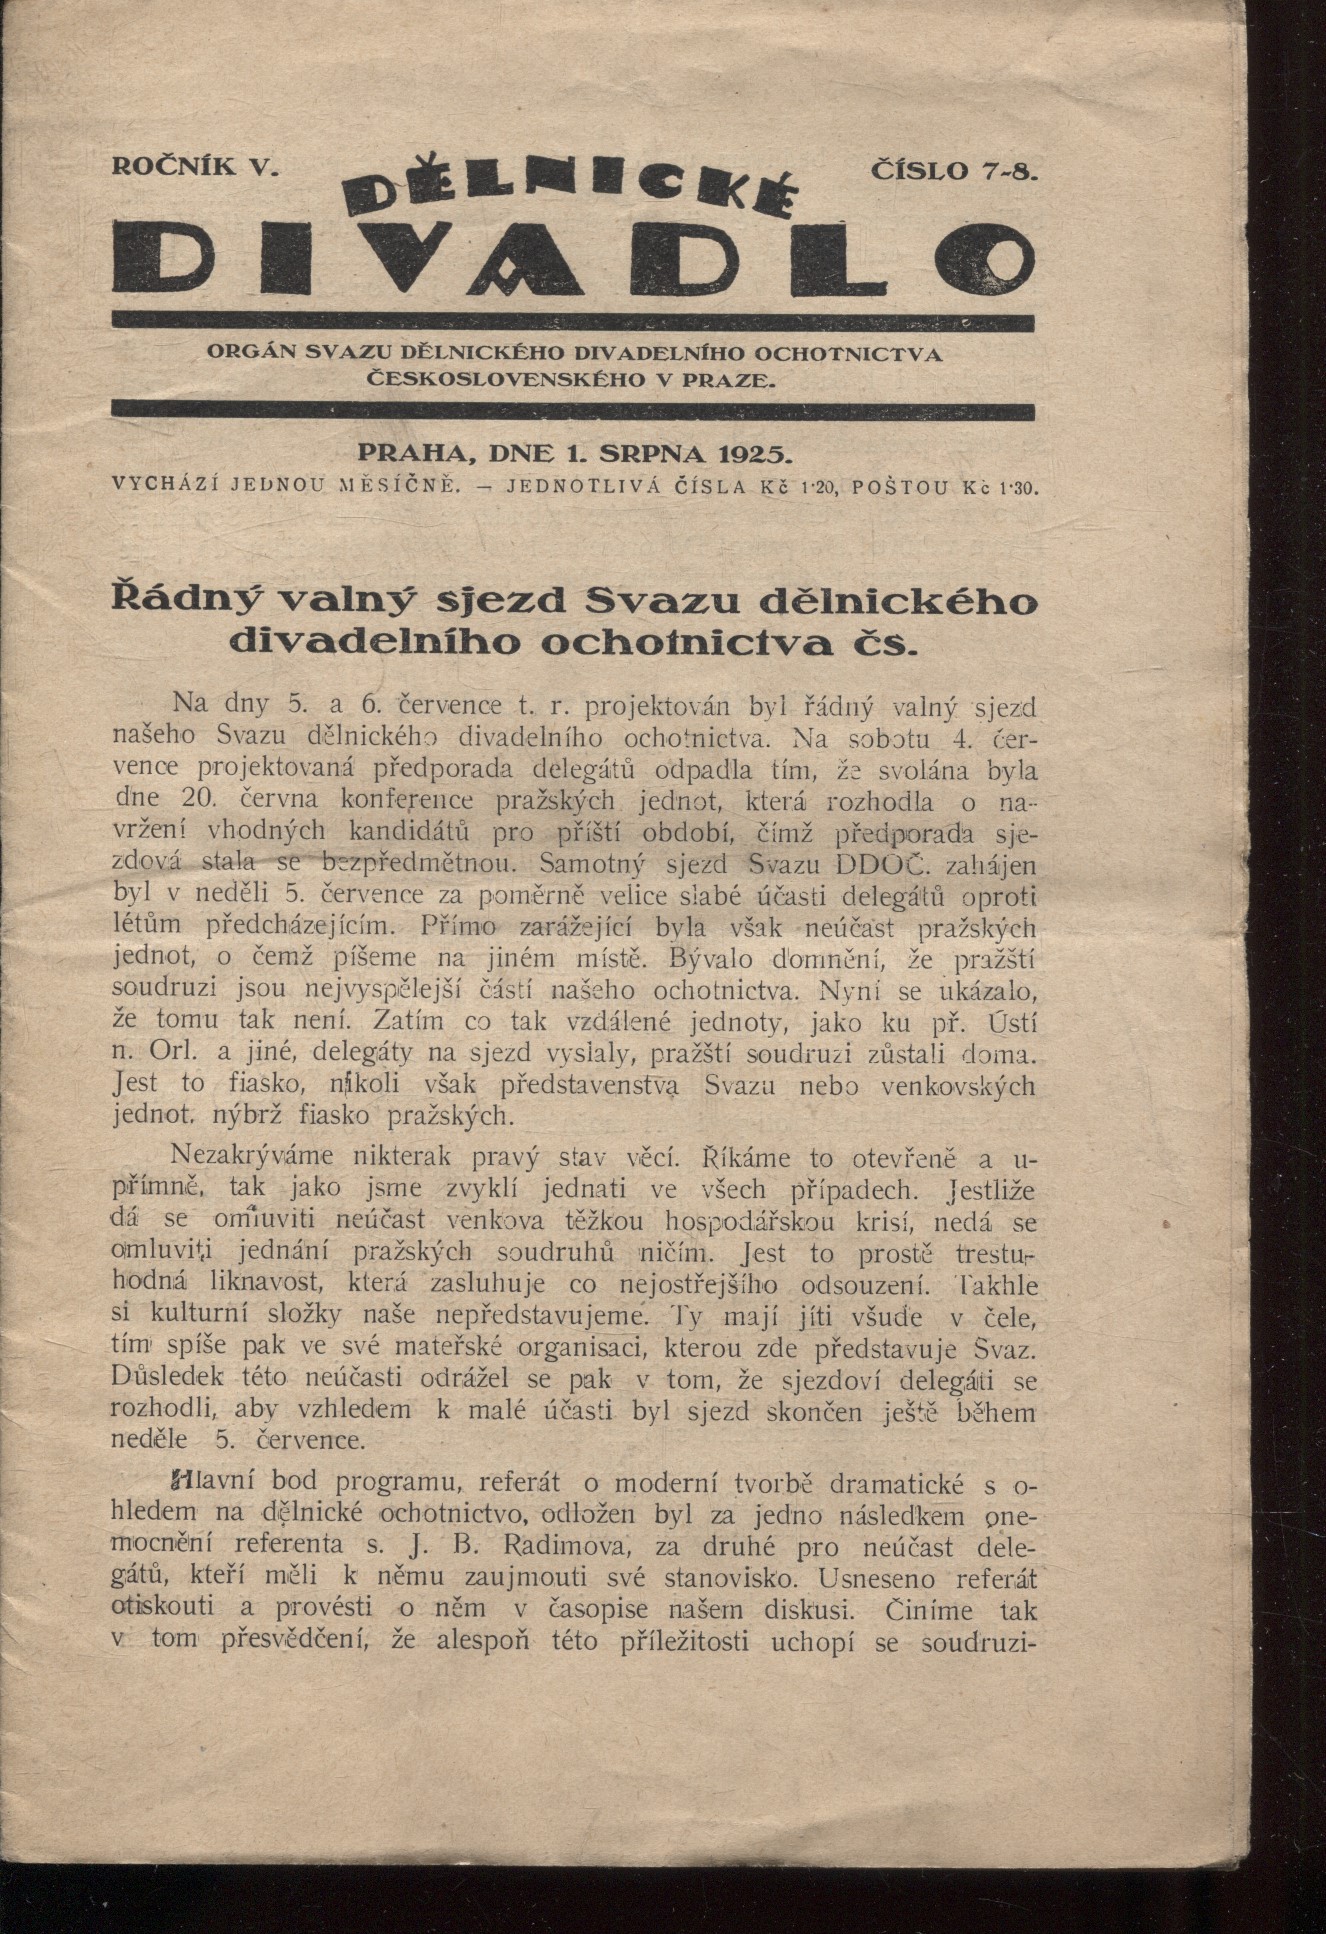 ROČNÍK V.
ČÍSLO 7-8.
DĚLNICKÉ
DIVADLO
ORGÁN SVAZU DĚLNICKÉHO DIVADELNÍHO OCHOTNICTVA
ČESKOSLOVENSKÉHO V PRAZE.
PRAHA, DNE 1. SRPNA 1925.
VYCHÁZÍ JEDNOU MĚSÍČNĚ. — JEDNOTLIVÁ ČÍSLA Kč 1·20, POŠTOU Kč 1·30.
Řádný valný sjezd Svazu dělnického
divadelního ochotnictva čs.
Na dny 5. a 6. července t. r. projektován byl řádný valný sjezd
našeho Svazu dělnického divadelního ochotnictva. Na sobotu 4. čer-
vence projektovaná předporada delegátů odpadla tím, že svolána byla
dne 20. června konference pražských jednot, která rozhodla o na-
vržení vhodných kandidátů pro příští období, čímž předporada sje-
zdová stala se bezpředmětnou. Samotný sjezd Svazu DDOČ. zahájen
byl v neděli 5. července za poměrně velice slabé účasti delegátů oproti
létům předcházejícím. Přímo zarážející byla však neúčast pražských
jednot, o čemž píšeme na jiném místě. Bývalo domnění, že pražští
soudruzi jsou nejvyspělejší částí našeho ochotnictva. Nyní se ukázalo,
že tomu tak není. Zatím co tak vzdálené jednoty, jako ku př. Ústí
n. Orl. a jiné, delegáty na sjezd vyslaly, pražští soudruzi zůstali doma.
Jest to fiasko, nikoli však představenstva Svazu nebo venkovských
jednot, nýbrž fiasko pražských.
Nezakrýváme nikterak pravý stav věcí. Říkáme to otevřeně a u-
přímně, tak jako jsme zvyklí jednati ve všech případech. Jestliže
dá se omluviti neúčast venkova těžkou hospodářskou krisí, nedá se
omluviti jednání pražských soudruhů ničím. Jest to prostě trestu-
hodná liknavost, která zasluhuje co nejostřejšího odsouzení. Takhle
si kulturní složky naše nepředstavujeme. Ty mají jíti všude v čele,
tím spíše pak ve své mateřské organisaci, kterou zde představuje Svaz.
Důsledek této neúčasti odrážel se pak v tom, že sjezdoví delegáti se
rozhodli, aby vzhledem k malé účasti byl sjezd skončen ještě během
neděle 5. července.
Hlavní bod programu, referát o moderní tvorbě dramatické s o-
hledem na dělnické ochotnictvo, odložen byl za jedno následkem one-
mocnění referenta s. J. B. Radimova, za druhé pro neúčast dele-
gátů, kteří měli k němu zaujmouti své stanovisko. Usneseno referát
otiskouti a provésti o něm v časopise našem diskusi. Činíme tak
v tom přesvědčení, že alespoň této příležitosti uchopí se soudruzi-